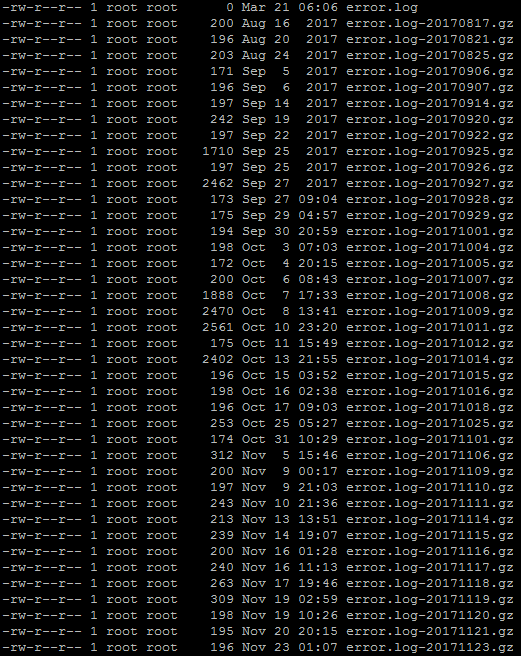 -rw-r--r-- 1 root root    0 Mar 21 06:06 error.log
-rw-r--r-- 1 root root  200 Aug 16  2017 error.log-20170817.gz
-rw-r--r-- 1 root root  196 Aug 20  2017 error.log-20170821.gz
-rw-r--r-- 1 root root  203 Aug 24  2017 error.log-20170825.gz
-rw-r--r-- 1 root root  171 Sep  5  2017 error.log-20170906.gz
-rw-r--r-- 1 root root  196 Sep  6  2017 error.log-20170907.gz
-rw-r--r-- 1 root root  197 Sep 14  2017 error.log-20170914.gz
-rw-r--r-- 1 root root  242 Sep 19  2017 error.log-20170920.gz
-rw-r--r-- 1 root root  197 Sep 22  2017 error.log-20170922.gz
-rw-r--r-- 1 root root 1710 Sep 25  2017 error.log-20170925.gz
-rw-r--r-- 1 root root  197 Sep 25  2017 error.log-20170926.gz
-rw-r--r-- 1 root root 2462 Sep 27  2017 error.log-20170927.gz
-rw-r--r-- 1 root root  173 Sep 27 09:04 error.log-20170928.gz
-rw-r--r-- 1 root root  175 Sep 29 04:57 error.log-20170929.gz
-rw-r--r-- 1 root root  194 Sep 30 20:59 error.log-20171001.gz
-rw-r--r-- 1 root root  198 Oct  3 07:03 error.log-20171004.gz
-rw-r--r-- 1 root root  172 Oct  4 20:15 error.log-20171005.gz
-rw-r--r-- 1 root root  200 Oct  6 08:43 error.log-20171007.gz
-rw-r--r-- 1 root root 1888 Oct  7 17:33 error.log-20171008.gz
-rw-r--r-- 1 root root 2470 Oct  8 13:41 error.log-20171009.gz
-rw-r--r-- 1 root root 2561 Oct 10 23:20 error.log-20171011.gz
-rw-r--r-- 1 root root  175 Oct 11 15:49 error.log-20171012.gz
-rw-r--r-- 1 root root 2402 Oct 13 21:55 error.log-20171014.gz
-rw-r--r-- 1 root root  196 Oct 15 03:52 error.log-20171015.gz
-rw-r--r-- 1 root root  198 Oct 16 02:38 error.log-20171016.gz
-rw-r--r-- 1 root root  196 Oct 17 09:03 error.log-20171018.gz
-rw-r--r-- 1 root root  253 Oct 25 05:27 error.log-20171025.gz
-rw-r--r-- 1 root root  174 Oct 31 10:29 error.log-20171101.gz
-rw-r--r-- 1 root root  312 Nov  5 15:46 error.log-20171106.gz
-rw-r--r-- 1 root root  200 Nov  9 00:17 error.log-20171109.gz
-rw-r--r-- 1 root root  197 Nov  9 21:03 error.log-20171110.gz
-rw-r--r-- 1 root root  243 Nov 10 21:36 error.log-20171111.gz
-rw-r--r-- 1 root root  213 Nov 13 13:51 error.log-20171114.gz
-rw-r--r-- 1 root root  239 Nov 14 19:07 error.log-20171115.gz
-rw-r--r-- 1 root root  200 Nov 16 01:28 error.log-20171116.gz
-rw-r--r-- 1 root root  240 Nov 16 11:13 error.log-20171117.gz
-rw-r--r-- 1 root root  263 Nov 17 19:46 error.log-20171118.gz
-rw-r--r-- 1 root root  309 Nov 19 02:59 error.log-20171119.gz
-rw-r--r-- 1 root root  198 Nov 19 10:26 error.log-20171120.gz
-rw-r--r-- 1 root root  195 Nov 20 20:15 error.log-20171121.gz
-rw-r--r-- 1 root root  196 Nov 23 01:07 error.log-20171123.gz